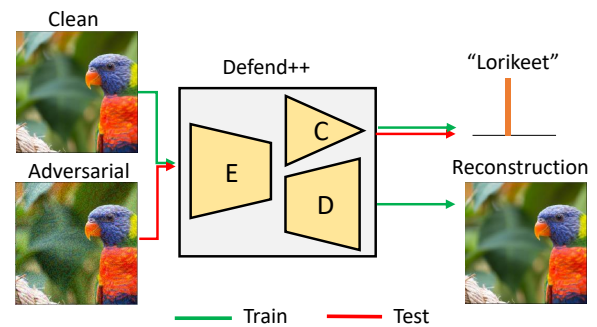 Clean
Defend++
"Lorikeet"
C
Adversarial
E
Reconstruction
D
Train
Test